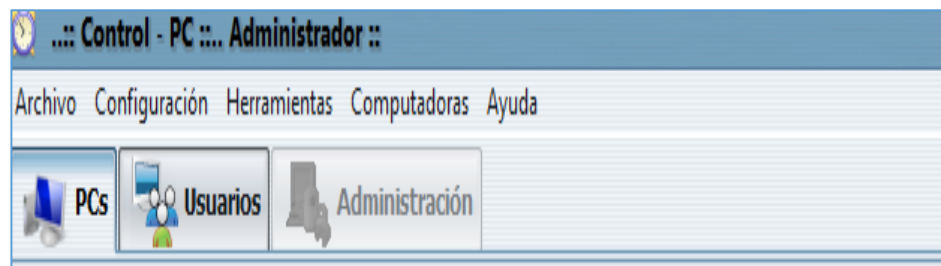 ..:: Control - PC ::.. Administrador ::
Archivo Configuración Herramientas Computadoras Ayuda
PCs Usuarios Administración